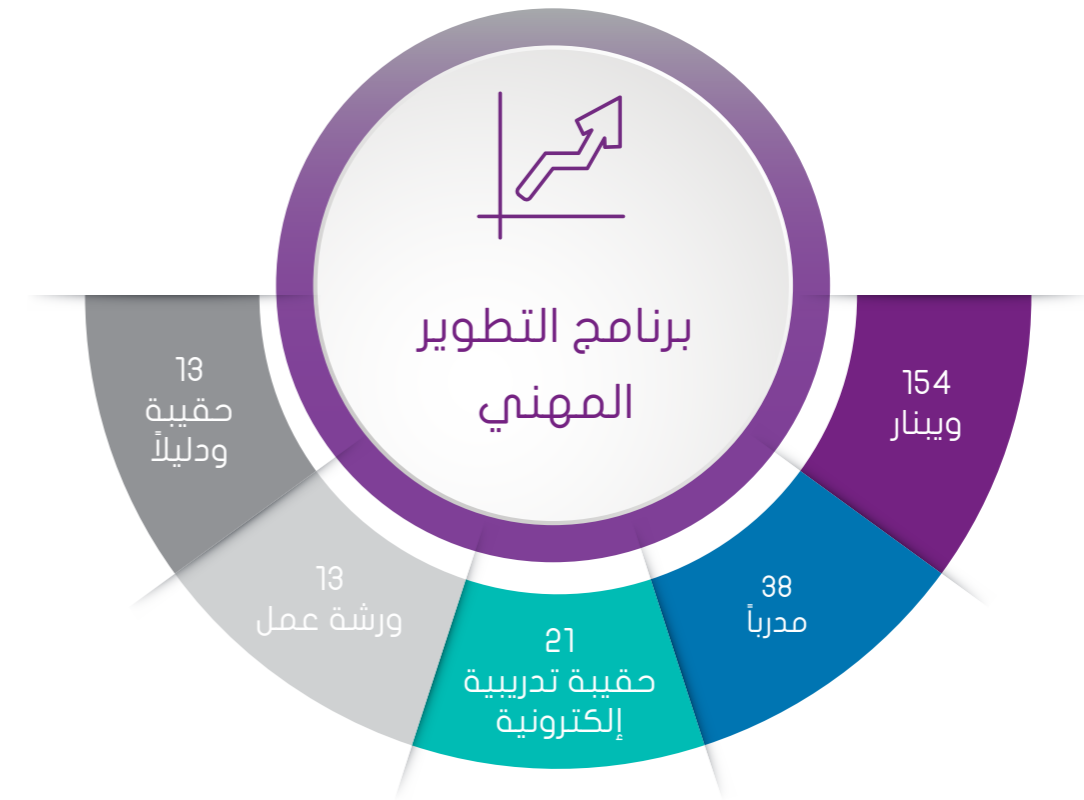 برنامج التطوير
المهني
154
ويبنار
38
مدرباً
21
حقيبة تدريبية
إلكترونية
13
ورشة عمل
13
حقيبة
ودليلاً